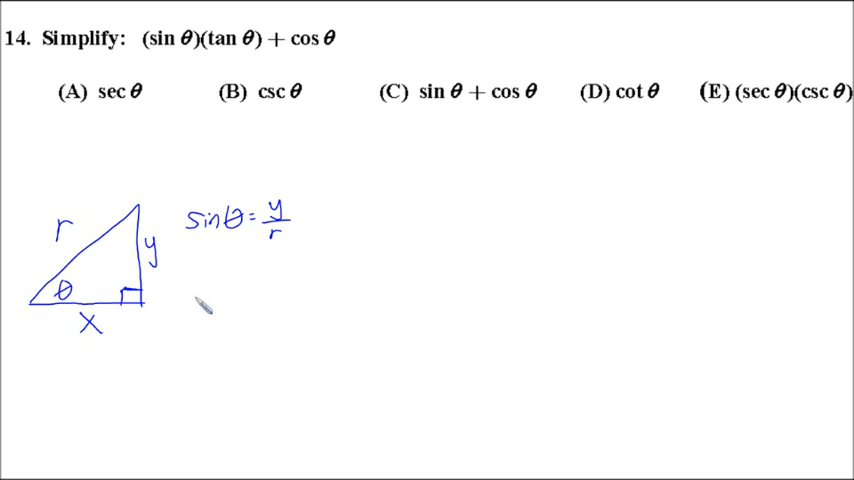 14. Simplify: (sin θ)(tan θ) + cos θ
(A) sec θ (B) csc θ (C) sin θ + cos θ (D) cot θ (E) (sec θ)(csc θ)
r
sinθ = y/r
y
θ
x